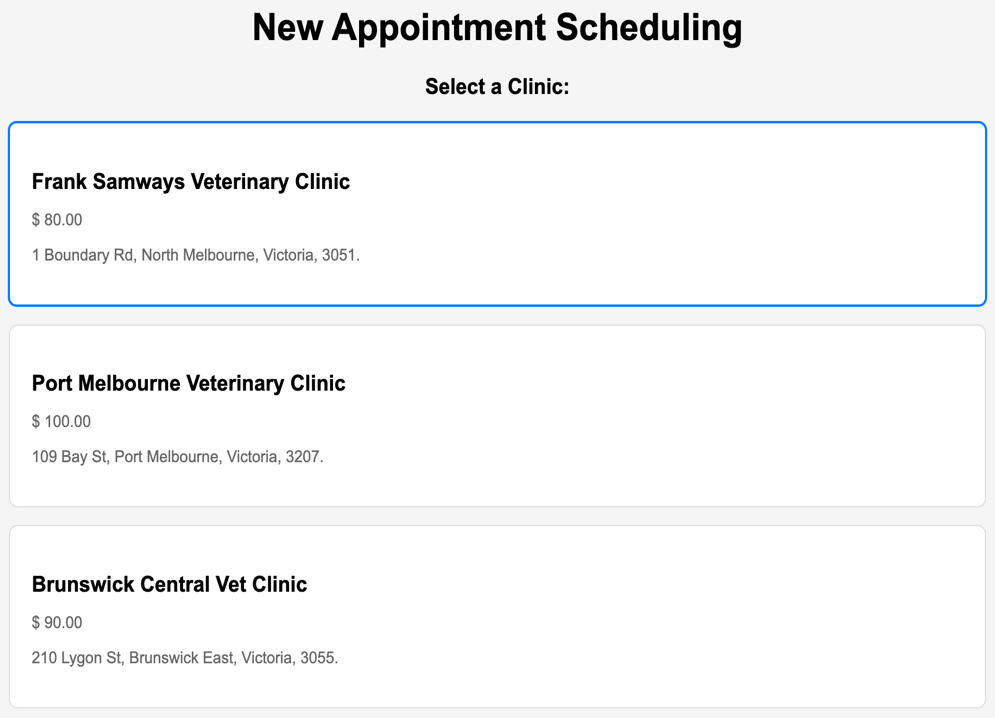 New Appointment Scheduling
Select a Clinic:
Frank Samways Veterinary Clinic
$ 80.00
1 Boundary Rd, North Melbourne, Victoria, 3051.
Port Melbourne Veterinary Clinic
$ 100.00
109 Bay St, Port Melbourne, Victoria, 3207.
Brunswick Central Vet Clinic
$ 90.00
210 Lygon St, Brunswick East, Victoria, 3055.